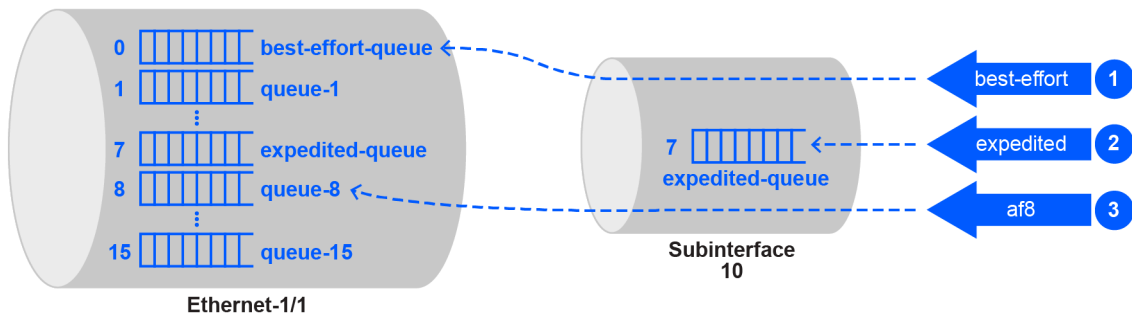 0 best-effort-queue
1 queue-1
7 expedited-queue
8 queue-8
15 queue-15
Ethernet-1/1
7
expedited-queue
Subinterface
10
best-effort 1
expedited 2
af8 3